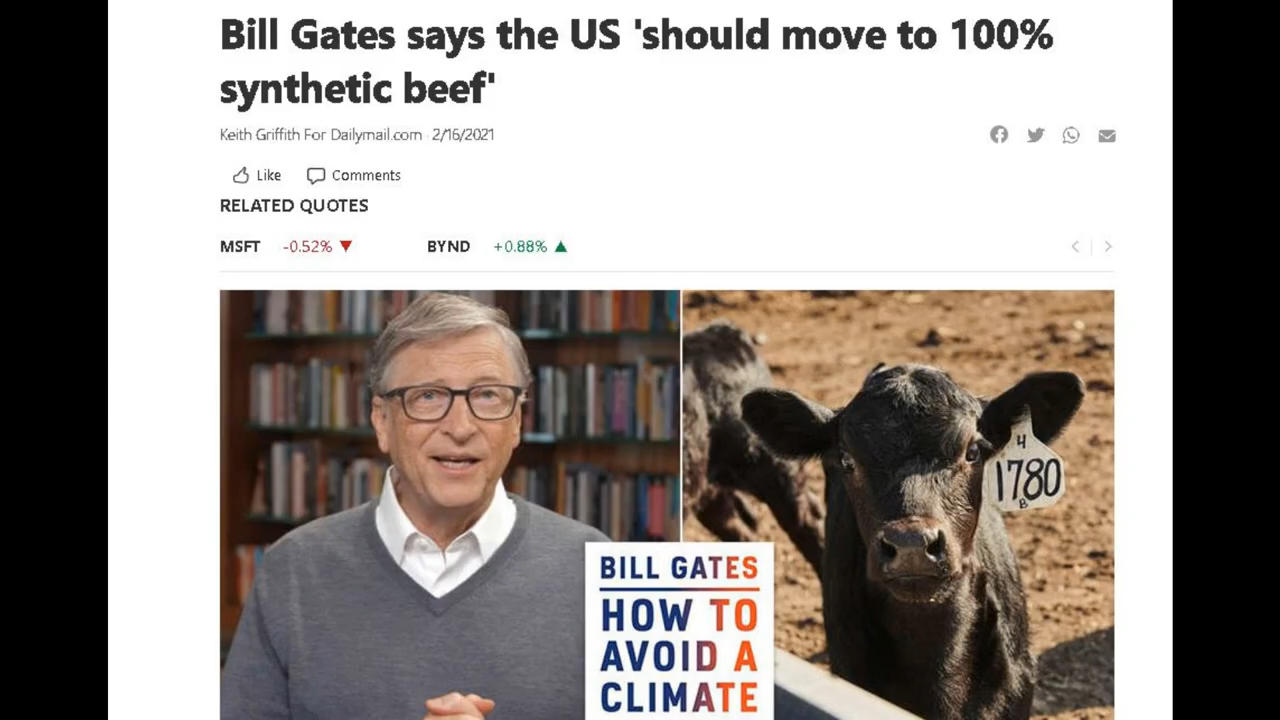 Bill Gates says the US 'should move to 100%
synthetic beef'
Keith Griffith For Dailymail.com · 2/16/2021
Like Comments
RELATED QUOTES
MSFT -0.52% ▼ BYND +0.88% ▲
4
1780
B
BILL GATES
HOW TO
AVOID A
CLIMATE